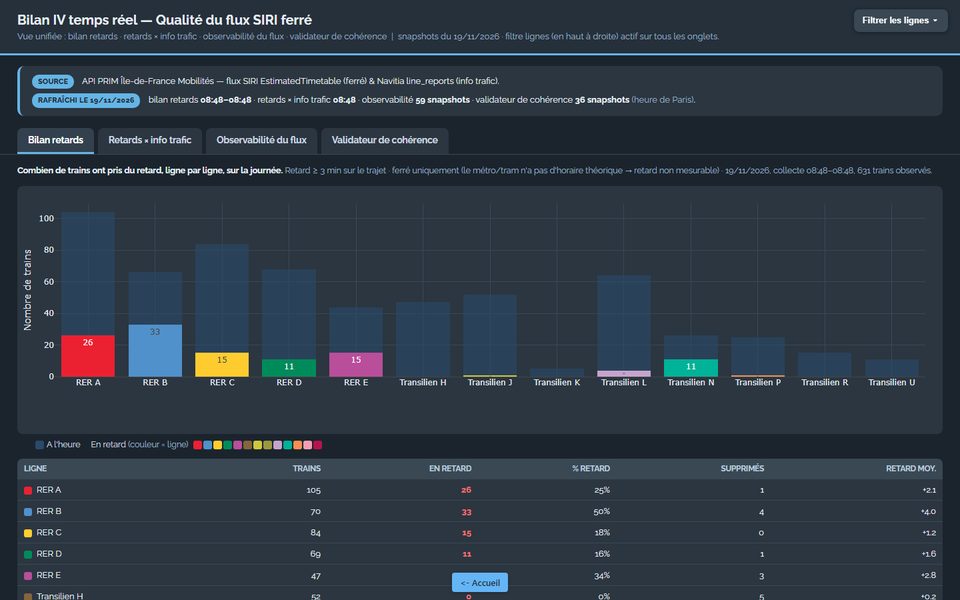 Bilan IV temps réel — Qualité du flux SIRI ferré
Filtrer les lignes
Vue unifiée : bilan retards · retards × info trafic · observabilité du flux · validateur de cohérence | snapshots du 19/11/2026 · filtre lignes (en haut à droite) actif sur tous les onglets.
SOURCE API PRIM Île-de-France Mobilités — flux SIRI EstimatedTimetable (ferré) & Navitia line_reports (info trafic).
RAFRAÎCHI LE 19/11/2026 bilan retards 08:48–08:48 · retards × info trafic 08:48 · observabilité 59 snapshots · validateur de cohérence 36 snapshots (heure de Paris).
Bilan retards Retards × info trafic Observabilité du flux Validateur de cohérence
Combien de trains ont pris du retard, ligne par ligne, sur la journée. Retard ≥ 3 min sur le trajet · ferré uniquement (le métro/tram n'a pas d'horaire théorique → retard non mesurable) · 19/11/2026, collecte 08:48–08:48, 631 trains observés.
Nombre de trains
100
80
60
40
20
0
26 33 15 11 15 11
RER A RER B RER C RER D RER E Transilien H Transilien J Transilien K Transilien L Transilien N Transilien P Transilien R Transilien U
A l'heure En retard (couleur = ligne)
LIGNE TRAINS EN RETARD % RETARD SUPPRIMÉS RETARD MOY.
RER A 105 26 25% 1 +2.1
RER B 70 33 50% 4 +4.0
RER C 84 15 18% 0 +1.2
RER D 69 11 16% 1 +1.6
RER E 47 34% 3 +2.8
<- Accueil
Transilien H 52 0 0% 5 +0.2